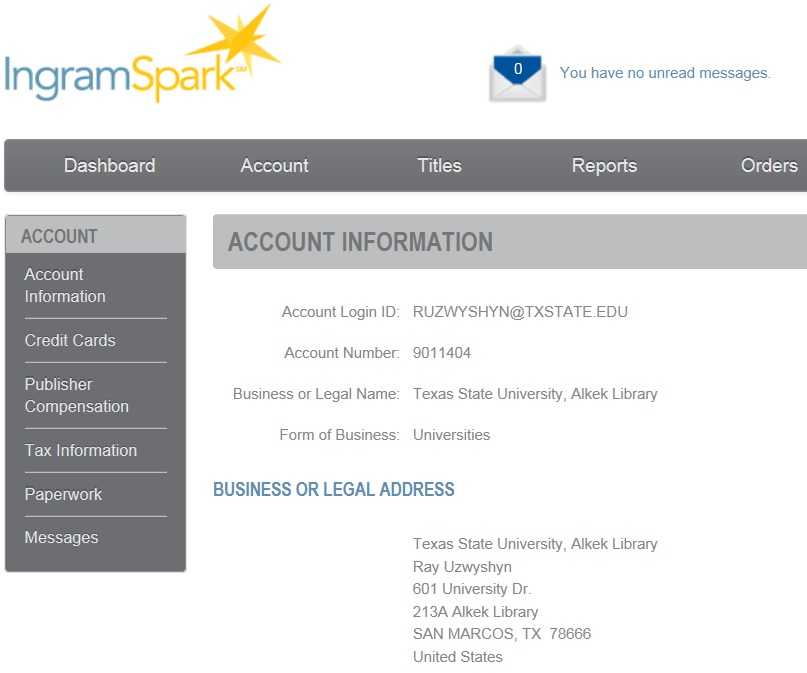 IngramSpark℠
0
You have no unread messages.
Dashboard Account Titles Reports Orders
ACCOUNT
Account
Information
Credit Cards
Publisher
Compensation
Tax Information
Paperwork
Messages
ACCOUNT INFORMATION
Account Login ID: RUZWYSHYN@TXSTATE.EDU
Account Number: 9011404
Business or Legal Name: Texas State University, Alkek Library
Form of Business: Universities
BUSINESS OR LEGAL ADDRESS
Texas State University, Alkek Library
Ray Uzwyshyn
601 University Dr.
213A Alkek Library
SAN MARCOS, TX 78666
United States